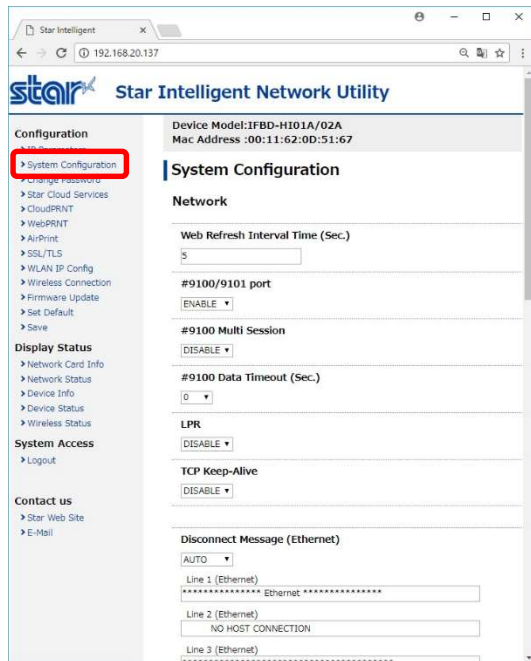 Star Intelligent
192.168.20.137
star
Star Intelligent Network Utility
Configuration
IP Parameters
System Configuration
Change Password
Star Cloud Services
CloudPRNT
WebPRNT
AirPrint
SSL/TLS
WLAN IP Config
Wireless Connection
Firmware Update
Set Default
Save
Display Status
Network Card Info
Network Status
Device Info
Device Status
Wireless Status
System Access
Logout
Contact us
Star Web Site
E-Mail
Device Model:IFBD-HI01A/02A
Mac Address :00:11:62:0D:51:67
System Configuration
Network
Web Refresh Interval Time (Sec.)
5
#9100/9101 port
ENABLE
#9100 Multi Session
DISABLE
#9100 Data Timeout (Sec.)
0
LPR
DISABLE
TCP Keep-Alive
DISABLE
Disconnect Message (Ethernet)
AUTO
Line 1 (Ethernet)
*************** Ethernet ***************
Line 2 (Ethernet)
NO HOST CONNECTION
Line 3 (Ethernet)